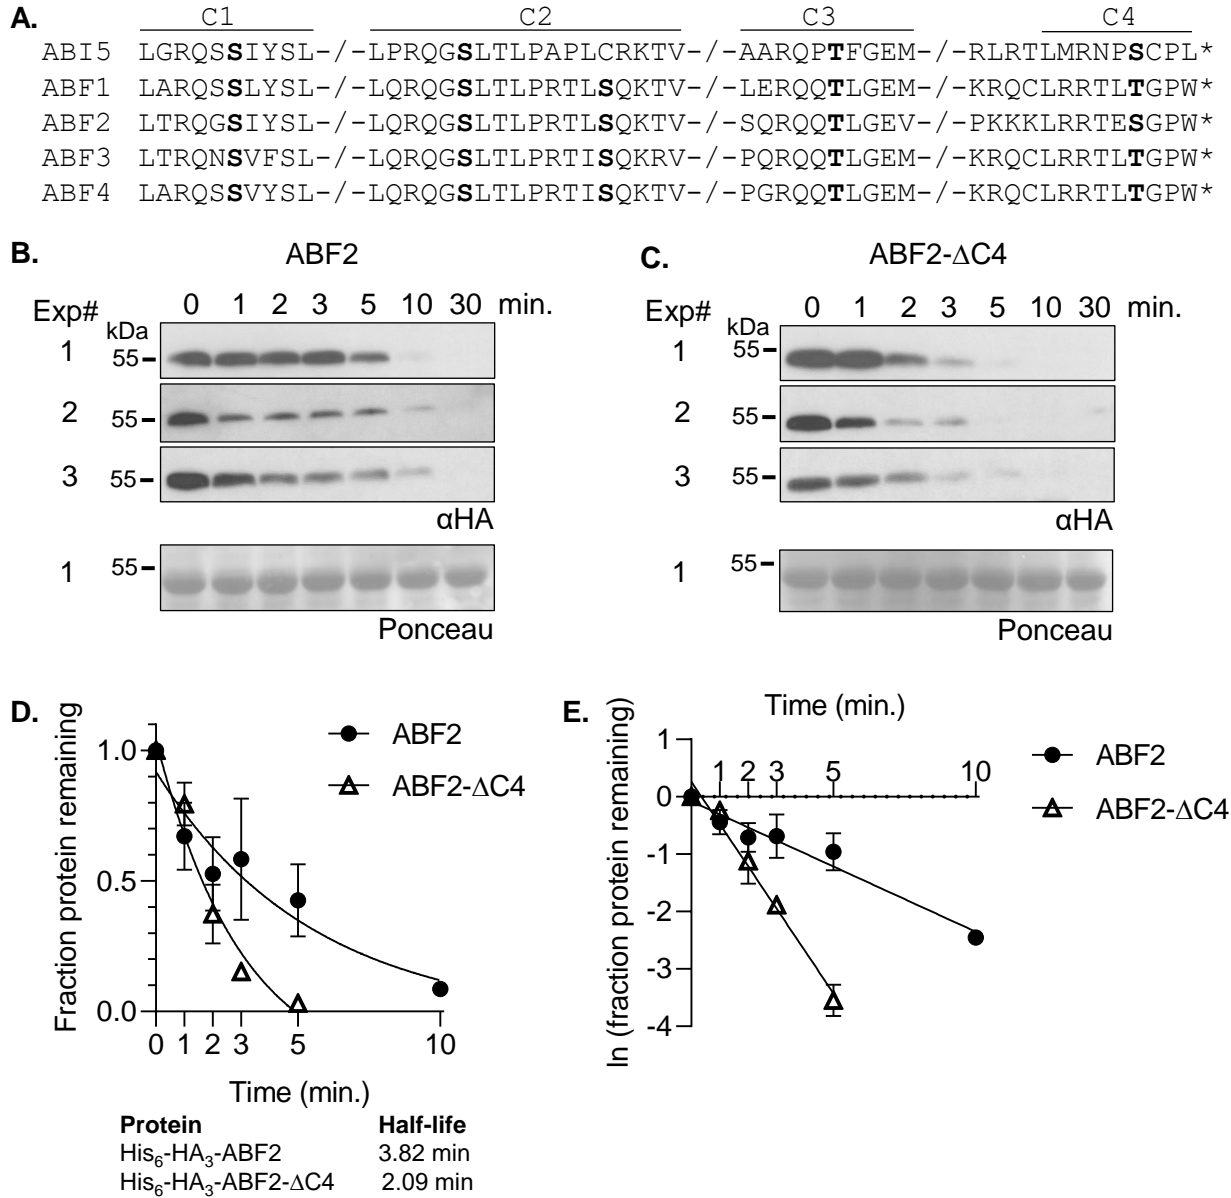 A.
C1 C2 C3 C4
ABI5 LGRQSSIYSL-/-LPRQGSLTLPAPLCRKTV-/-AARQPTFGEM-/-RLRTLMRNPSCPL*
ABF1 LARQSSLYSL-/-LQRQGSLTLPRTLSQKTV-/-LERQQTLGEM-/-KRQCLRRTLTGPW*
ABF2 LTRQGSIYSL-/-LQRQGSLTLPRTLSQKTV-/-SQRQQTLGEV-/-PKKKLRRTESGPW*
ABF3 LTRQNSVFSL-/-LQRQGSLTLPRTISQKRV-/-PQRQQTLGEM-/-KRQCLRRTLTGPW*
ABF4 LARQSSVYSL-/-LQRQGSLTLPRTISQKTV-/-PGRQQTLGEM-/-KRQCLRRTLTGPW*
B. ABF2
Exp# 0 1 2 3 5 10 30 min.
kDa
1 55
2 55
3 55
αHA
1 55
Ponceau
C. ABF2-ΔC4
Exp# 0 1 2 3 5 10 30 min.
kDa
1 55
2 55
3 55
αHA
1 55
Ponceau
D.
Fraction protein remaining
1.0
0.5
0.0
0 1 2 3 5 10
Time (min.)
ABF2
ABF2-ΔC4
Protein Half-life
His6-HA3-ABF2 3.82 min
His6-HA3-ABF2-ΔC4 2.09 min
E.
Time (min.)
ln (fraction protein remaining)
1
0
-1
-2
-3
-4
1 2 3 5 10
ABF2
ABF2-ΔC4